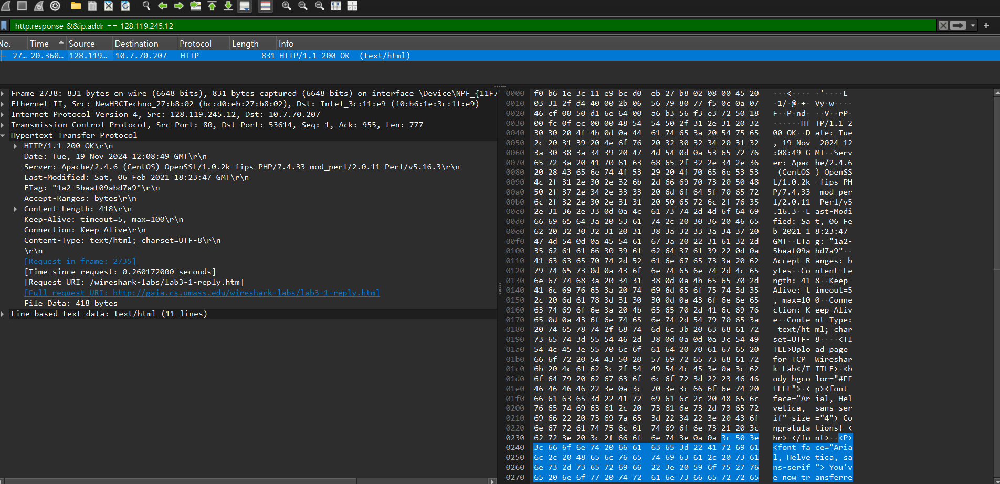 http.response &&ip.addr == 128.119.245.12
No. Time Source Destination Protocol Length Info
27… 20.360… 128.119… 10.7.70.207 HTTP 831 HTTP/1.1 200 OK (text/html)
Frame 2738: 831 bytes on wire (6648 bits), 831 bytes captured (6648 bits) on interface \Device\NPF_{11F7
Ethernet II, Src: NewH3CTechno_27:b8:02 (bc:d0:eb:27:b8:02), Dst: Intel_3c:11:e9 (f0:b6:1e:3c:11:e9)
Internet Protocol Version 4, Src: 128.119.245.12, Dst: 10.7.70.207
Transmission Control Protocol, Src Port: 80, Dst Port: 53614, Seq: 1, Ack: 955, Len: 777
Hypertext Transfer Protocol
HTTP/1.1 200 OK\r\n
Date: Tue, 19 Nov 2024 12:08:49 GMT\r\n
Server: Apache/2.4.6 (CentOS) OpenSSL/1.0.2k-fips PHP/7.4.33 mod_perl/2.0.11 Perl/v5.16.3\r\n
Last-Modified: Sat, 06 Feb 2021 18:23:47 GMT\r\n
ETag: "1a2-5baaf09abd7a9"\r\n
Accept-Ranges: bytes\r\n
Content-Length: 418\r\n
Keep-Alive: timeout=5, max=100\r\n
Connection: Keep-Alive\r\n
Content-Type: text/html; charset=UTF-8\r\n
\r\n
[Request in frame: 2735]
[Time since request: 0.260172000 seconds]
[Request URI: /wireshark-labs/lab3-1-reply.htm]
[Full request URI: http://gaia.cs.umass.edu/wireshark-labs/lab3-1-reply.htm]
File Data: 418 bytes
Line-based text data: text/html (11 lines)
0000 f0 b6 1e 3c 11 e9 bc d0 eb 27 b8 02 08 00 45 20 ···<···· ·'····E
0010 03 31 2f d4 40 00 2b 06 56 79 80 77 f5 0c 0a 07 ·1/·@·+· Vy·w····
0020 46 cf 00 50 d1 6e 64 00 a6 b3 56 f3 e3 72 50 18 F··P·nd· ··V··rP·
0030 00 fc 0f ec 00 00 48 54 54 50 2f 31 2e 31 20 32 ······HT TP/1.1 2
0040 30 30 20 4f 4b 0d 0a 44 61 74 65 3a 20 54 75 65 00 OK··D ate: Tue
0050 2c 20 31 39 20 4e 6f 76 20 32 30 32 34 20 31 32 , 19 Nov 2024 12
0060 3a 30 38 3a 34 39 20 47 4d 54 0d 0a 53 65 72 76 :08:49 G MT··Serv
0070 65 72 3a 20 41 70 61 63 68 65 2f 32 2e 34 2e 36 er: Apac he/2.4.6
0080 20 28 43 65 6e 74 4f 53 29 20 4f 70 65 6e 53 53 (CentOS ) OpenSS
0090 4c 2f 31 2e 30 2e 32 6b 2d 66 69 70 73 20 50 48 L/1.0.2k -fips PH
00a0 50 2f 37 2e 34 2e 33 33 20 6d 6f 64 5f 70 65 72 P/7.4.33 mod_per
00b0 6c 2f 32 2e 30 2e 31 31 20 50 65 72 6c 2f 76 35 l/2.0.11 Perl/v5
00c0 2e 31 36 2e 33 0d 0a 4c 61 73 74 2d 4d 6f 64 69 .16.3··L ast-Modi
00d0 66 69 65 64 3a 20 53 61 74 2c 20 30 36 20 46 65 fied: Sa t, 06 Fe
00e0 62 20 32 30 32 31 20 31 38 3a 32 33 3a 34 37 20 b 2021 1 8:23:47
00f0 47 4d 54 0d 0a 45 54 61 67 3a 20 22 31 61 32 2d GMT··ETa g: "1a2-
0100 35 62 61 61 66 30 39 61 62 64 37 61 39 22 0d 0a 5baaf09a bd7a9"··
0110 41 63 63 65 70 74 2d 52 61 6e 67 65 73 3a 20 62 Accept-R anges: b
0120 79 74 65 73 0d 0a 43 6f 6e 74 65 6e 74 2d 4c 65 ytes··Co ntent-Le
0130 6e 67 74 68 3a 20 34 31 38 0d 0a 4b 65 65 70 2d ngth: 41 8··Keep-
0140 41 6c 69 76 65 3a 20 74 69 6d 65 6f 75 74 3d 35 Alive: t imeout=5
0150 2c 20 6d 61 78 3d 31 30 30 0d 0a 43 6f 6e 6e 65 , max=10 0··Conne
0160 63 74 69 6f 6e 3a 20 4b 65 65 70 2d 41 6c 69 76 ction: K eep-Aliv
0170 65 0d 0a 43 6f 6e 74 65 6e 74 2d 54 79 70 65 3a e··Conte nt-Type:
0180 20 74 65 78 74 2f 68 74 6d 6c 3b 20 63 68 61 72 text/ht ml; char
0190 73 65 74 3d 55 54 46 2d 38 0d 0a 0d 0a 3c 54 49 set=UTF- 8····<TI
01a0 54 4c 45 3e 55 70 6c 6f 61 64 20 70 61 67 65 20 TLE>Uplo ad page
01b0 66 6f 72 20 54 43 50 20 57 69 72 65 73 68 61 72 for TCP Wireshar
01c0 6b 20 4c 61 62 3c 2f 54 49 54 4c 45 3e 0a 3c 62 k Lab</T ITLE>·<b
01d0 6f 64 79 20 62 67 63 6f 6c 6f 72 3d 22 23 46 46 ody bgco lor="#FF
01e0 46 46 46 46 22 3e 0a 3c 70 3e 3c 66 6f 6e 74 20 FFFF">·< p><font
01f0 66 61 63 65 3d 22 41 72 69 61 6c 2c 20 48 65 6c face="Ar ial, Hel
0200 76 65 74 69 63 61 2c 20 73 61 6e 73 2d 73 65 72 vetica, sans-ser
0210 69 66 22 20 73 69 7a 65 3d 22 34 22 3e 20 43 6f if" size ="4"> Co
0220 6e 67 72 61 74 75 6c 61 74 69 6f 6e 73 21 20 3c ngratula tions! <
0230 62 72 3e 20 3c 2f 66 6f 6e 74 3e 0a 0a 3c 50 3e br> </fo nt>··<P>
0240 3c 66 6f 6e 74 20 66 61 63 65 3d 22 41 72 69 61 <font fa ce="Aria
0250 6c 2c 20 48 65 6c 76 65 74 69 63 61 2c 20 73 61 l, Helve tica, sa
0260 6e 73 2d 73 65 72 69 66 22 3e 20 59 6f 75 27 76 ns-serif "> You'v
0270 65 20 6e 6f 77 20 74 72 61 6e 73 66 65 72 72 65 e now tr ansferre